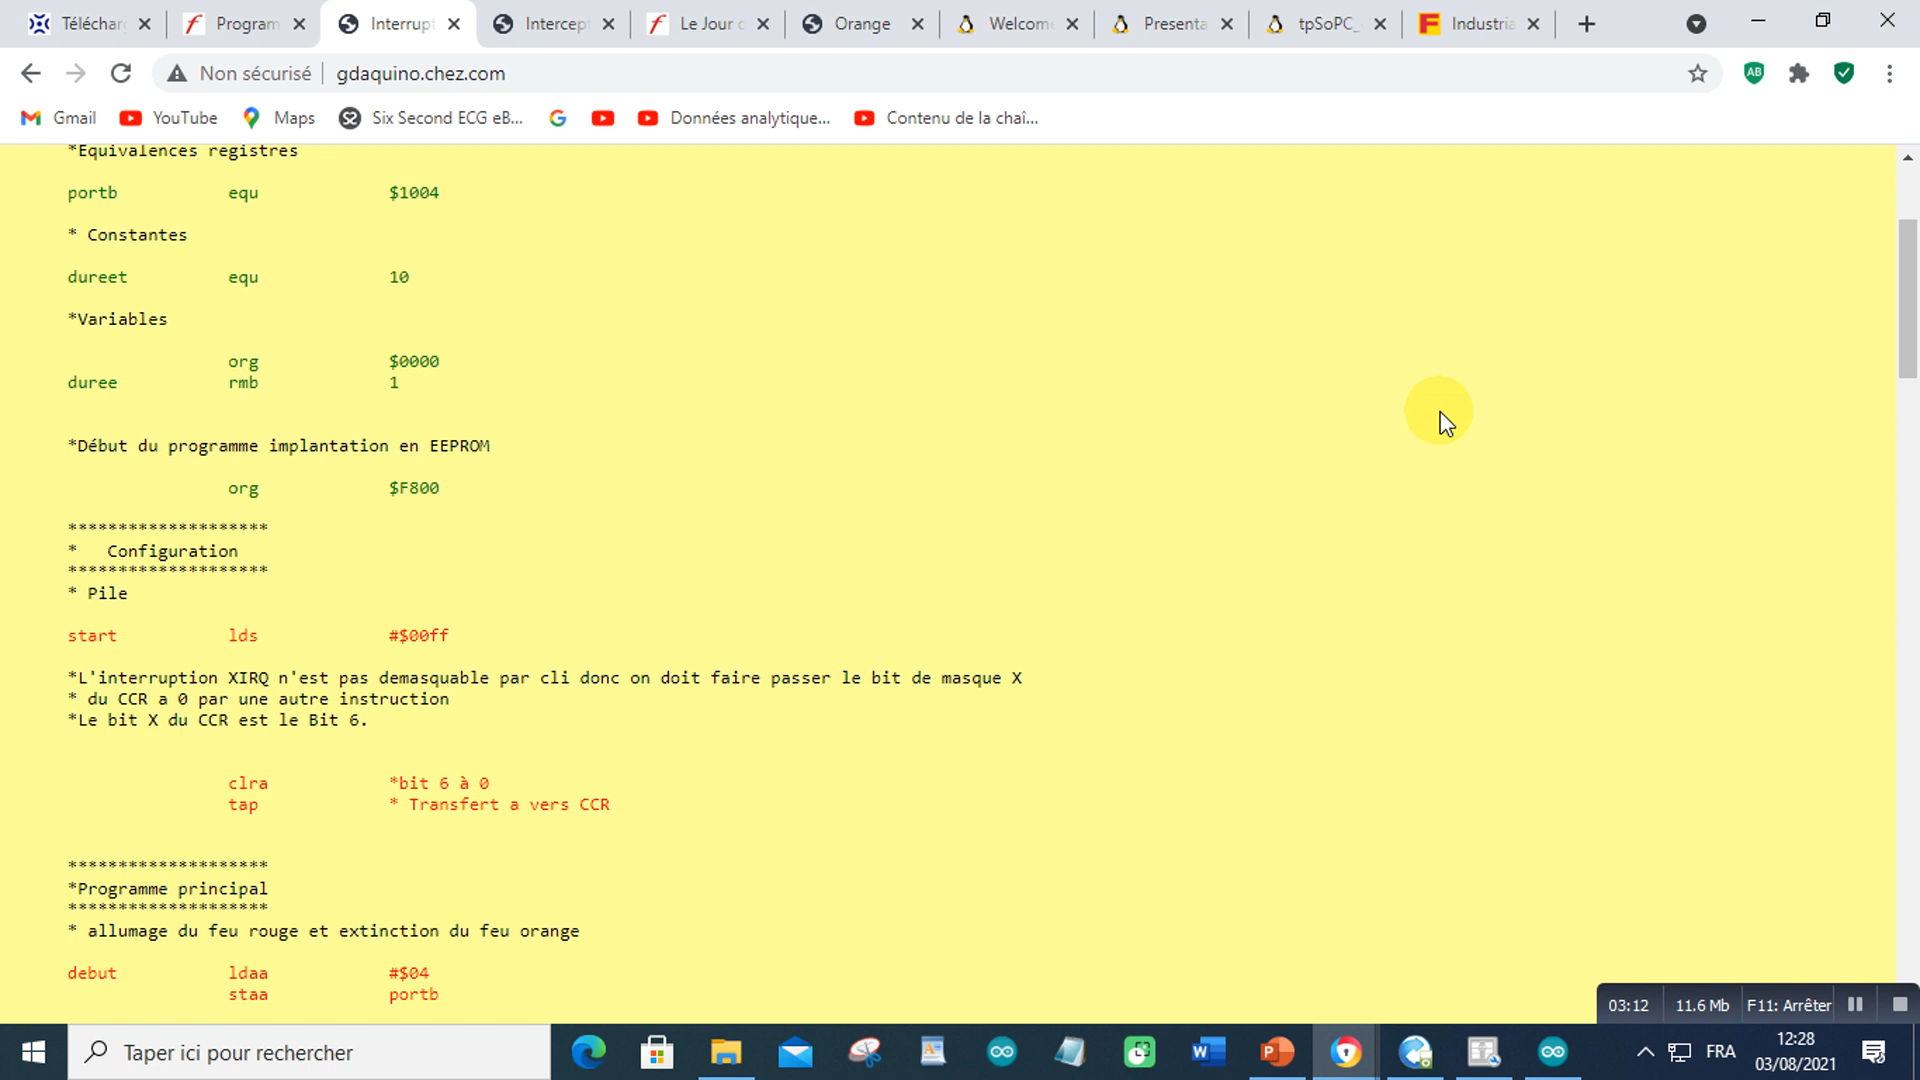 Téléchar
Program
Interrupt
Intercept
Le Jour c
Orange
Welcome
Presenta
tpSoPC_
Industria
Non sécurisé
gdaquino.chez.com
AB
Gmail
YouTube
Maps
Six Second ECG eB...
Données analytique...
Contenu de la chaî...
*Equivalences registres
portb equ $1004
* Constantes
dureet equ 10
*Variables
org $0000
duree rmb 1
*Début du programme implantation en EEPROM
org $F800
********************
* Configuration
********************
* Pile
start lds #$00ff
*L'interruption XIRQ n'est pas demasquable par cli donc on doit faire passer le bit de masque X
* du CCR a 0 par une autre instruction
*Le bit X du CCR est le Bit 6.
clra *bit 6 à 0
tap * Transfert a vers CCR
********************
*Programme principal
********************
* allumage du feu rouge et extinction du feu orange
debut ldaa #$04
staa portb
03:12 11.6 Mb F11: Arrêter
Taper ici pour rechercher
FRA
12:28
03/08/2021